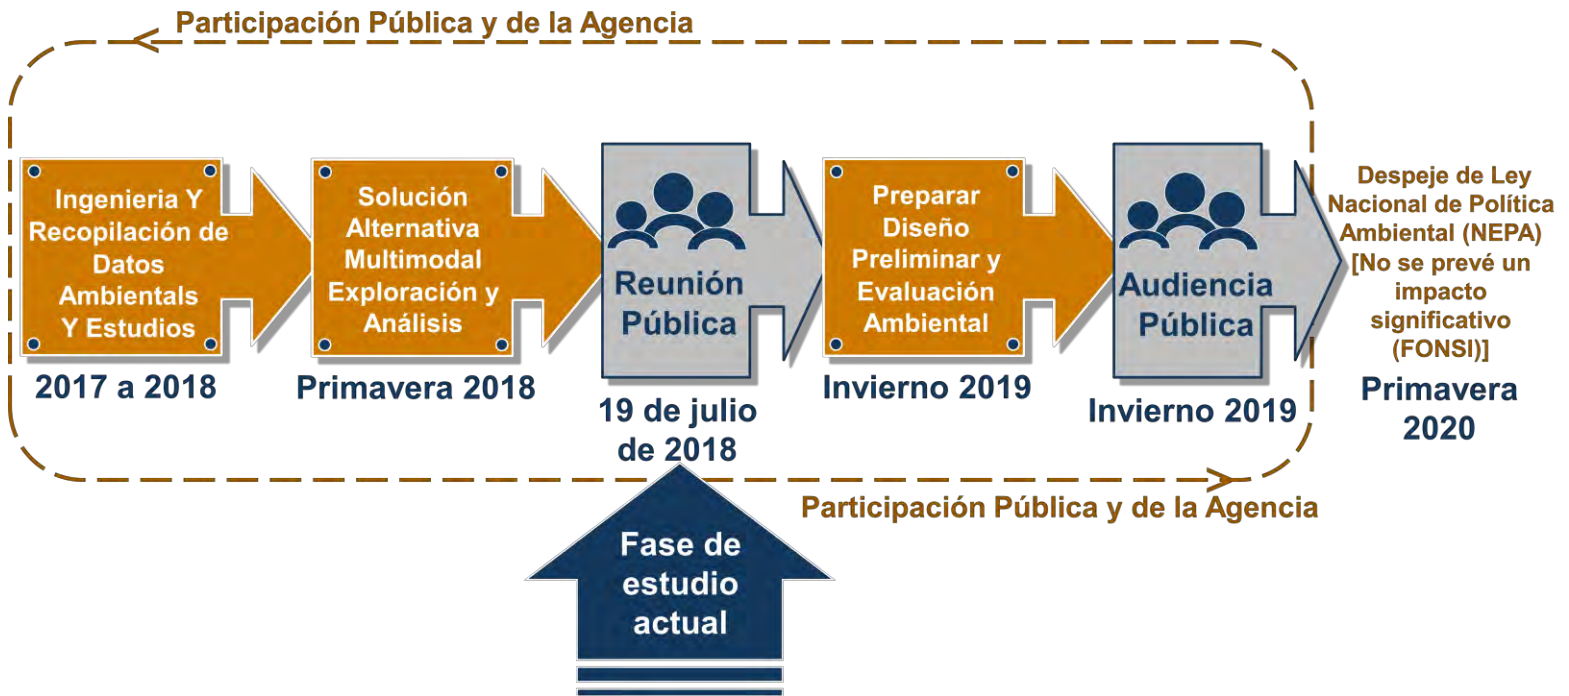 Participación Pública y de la Agencia
Ingenieria Y
Recopilación de
Datos
Ambientals
Y Estudios
2017 a 2018
Solución
Alternativa
Multimodal
Exploración y
Análisis
Primavera 2018
Reunión
Pública
19 de julio
de 2018
Preparar
Diseño
Preliminar y
Evaluación
Ambiental
Invierno 2019
Audiencia
Pública
Invierno 2019
Despeje de Ley
Nacional de Política
Ambiental (NEPA)
[No se prevé un
impacto
significativo
(FONSI)]
Primavera
2020
Participación Pública y de la Agencia
Fase de
estudio
actual